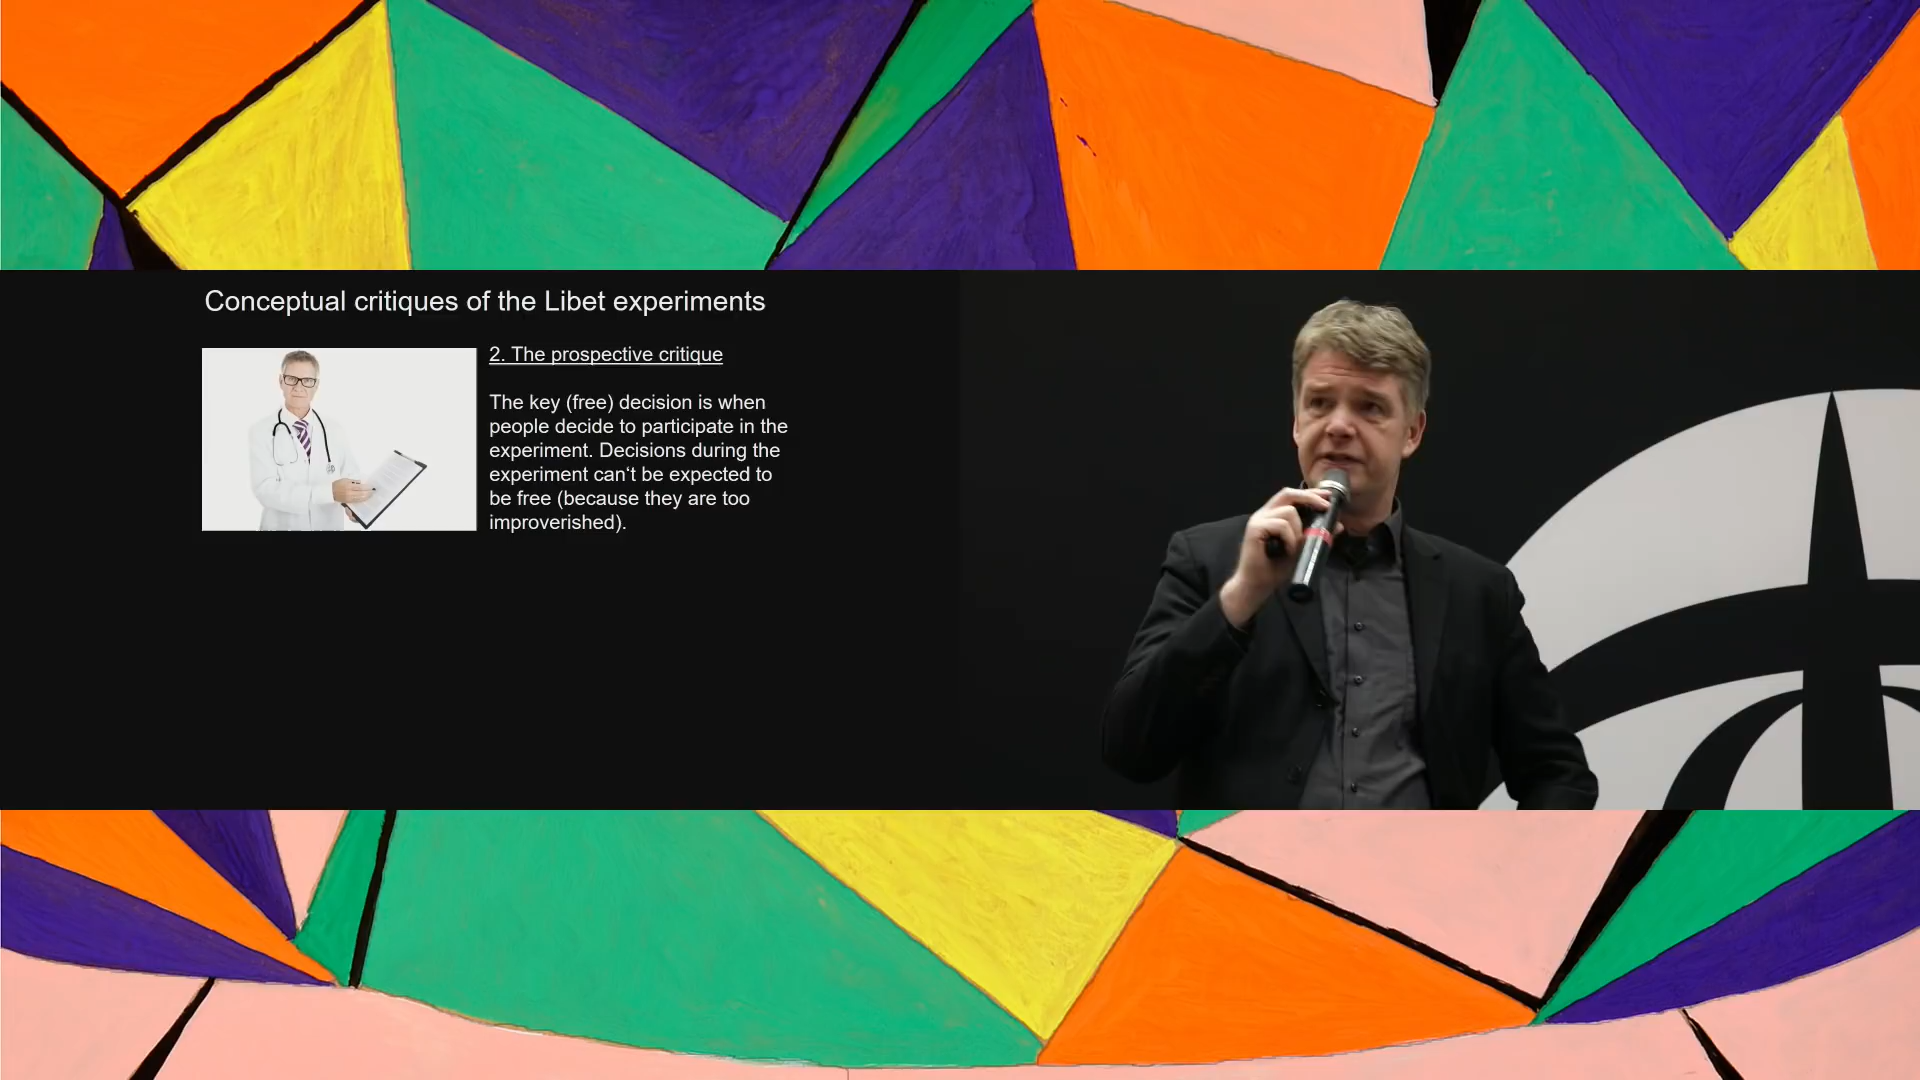 Conceptual critiques of the Libet experiments
2. The prospective critique
The key (free) decision is when
people decide to participate in the
experiment. Decisions during the
experiment can‘t be expected to
be free (because they are too
improverished).